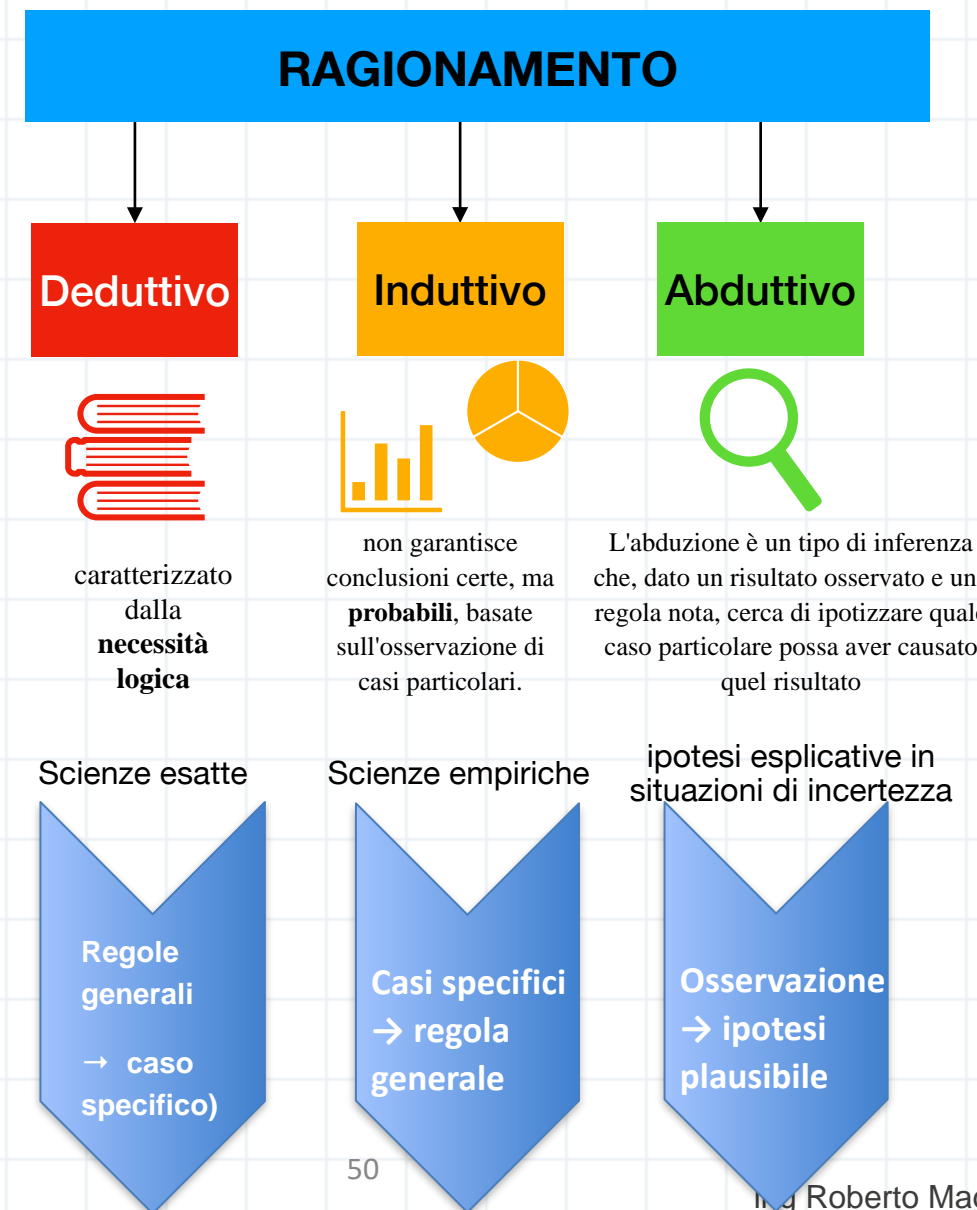 RAGIONAMENTO
Deduttivo
Induttivo
Abduttivo
caratterizzato
dalla
necessità
logica
non garantisce
conclusioni certe, ma
probabili, basate
sull'osservazione di
casi particolari.
L'abduzione è un tipo di inferenza
che, dato un risultato osservato e un
regola nota, cerca di ipotizzare qual
caso particolare possa aver causato
quel risultato
Scienze esatte
Scienze empiriche
ipotesi esplicative in
situazioni di incertezza
Regole
generali
→ caso
specifico)
Casi specifici
→ regola
generale
Osservazione
→ ipotesi
plausibile
50
Roberto